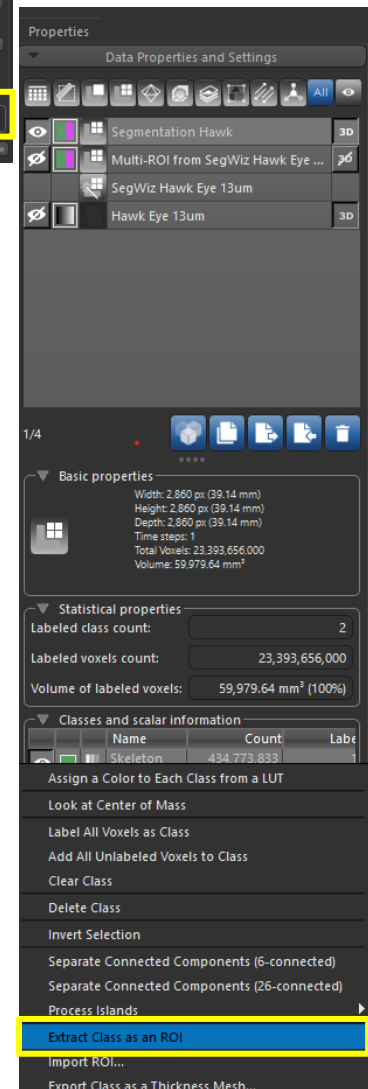 Properties
Data Properties and Settings
All
Segmentation Hawk 3D
Multi-ROI from SegWiz Hawk Eye ... 3D
SegWiz Hawk Eye 13um
Hawk Eye 13um 3D
1/4
Basic properties
Width: 2,860 px (39.14 mm)
Height: 2,860 px (39.14 mm)
Depth: 2,860 px (39.14 mm)
Time steps: 1
Total Voxels: 23,393,656,000
Volume: 59,979.64 mm³
Statistical properties
Labeled class count: 2
Labeled voxels count: 23,393,656,000
Volume of labeled voxels: 59,979.64 mm³ (100%)
Classes and scalar information
Name Count Labe
Skeleton 434,773,833 1
Assign a Color to Each Class from a LUT
Look at Center of Mass
Label All Voxels as Class
Add All Unlabeled Voxels to Class
Clear Class
Delete Class
Invert Selection
Separate Connected Components (6-connected)
Separate Connected Components (26-connected)
Process Islands
Extract Class as an ROI
Import ROI...
Export Class as a Thickness Mesh...